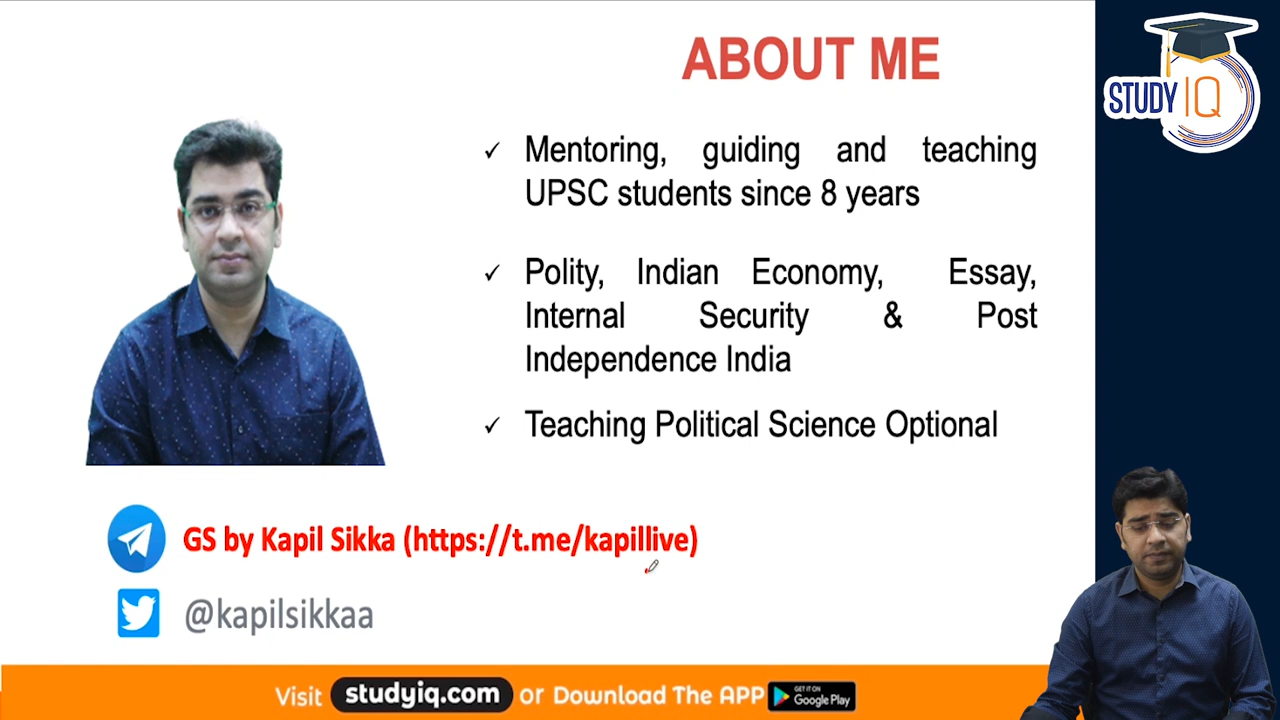 ABOUT ME
STUDY IQ
Mentoring, guiding and teaching
UPSC students since 8 years
Polity, Indian Economy, Essay,
Internal Security & Post
Independence India
Teaching Political Science Optional
GS by Kapil Sikka (https://t.me/kapillive)
@kapilsikkaa
Visit studyiq.com or Download The APP GET IT ON Google Play